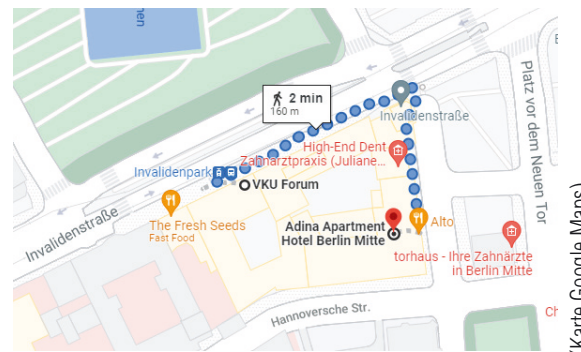 en
2 min
160 m
Invalidenstraße
High-End Dent
Zahnarztpraxis (Juliane...
Invalidenpark
VKU Forum
The Fresh Seeds
Fast Food
Invalidenstraße
Adina Apartment
Hotel Berlin Mitte
Alto
torhaus - Ihre Zahnärzte
in Berlin Mitte
Hannoversche Str.
Platz vor dem Neuen Tor
Ch
(Karte Google Maps)